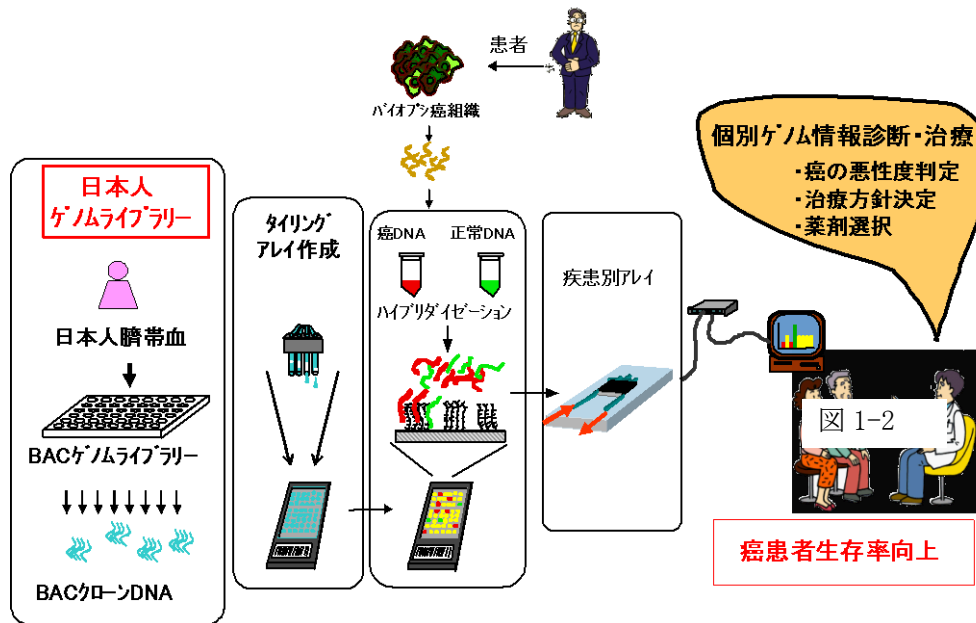 患者
バイオプシ癌組織
日本人
ゲノムライブラリー
日本人臍帯血
BACゲノムライブラリー
BACクローンDNA
タイリング
アレイ作成
癌DNA 正常DNA
ハイブリダイゼーション
疾患別アレイ
個別ゲノム情報診断・治療
・癌の悪性度判定
・治療方針決定
・薬剤選択
図 1-2
癌患者生存率向上